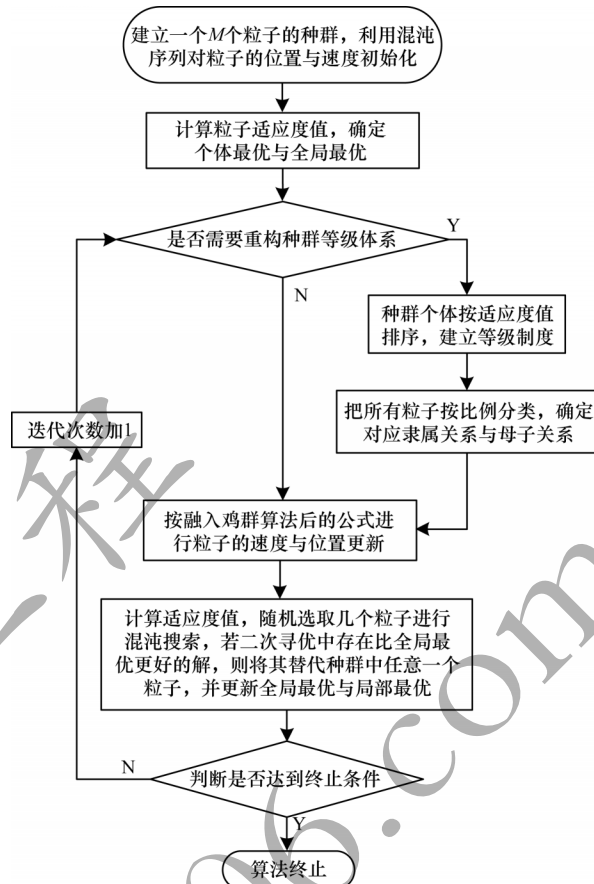 建立一个M个粒子的种群，利用混沌
序列对粒子的位置与速度初始化
计算粒子适应度值，确定
个体最优与全局最优
是否需要重构种群等级体系
Y
N
种群个体按适应度值
排序，建立等级制度
把所有粒子按比例分类，确定
对应隶属关系与母子关系
迭代次数加1
按融入鸡群算法后的公式进
行粒子的速度与位置更新
计算适应度值，随机选取几个粒子进行
混沌搜索，若二次寻优中存在比全局最
优更好的解，则将其替代种群中任意一个
粒子，并更新全局最优与局部最优
N
判断是否达到终止条件
Y
算法终止
程
06.com